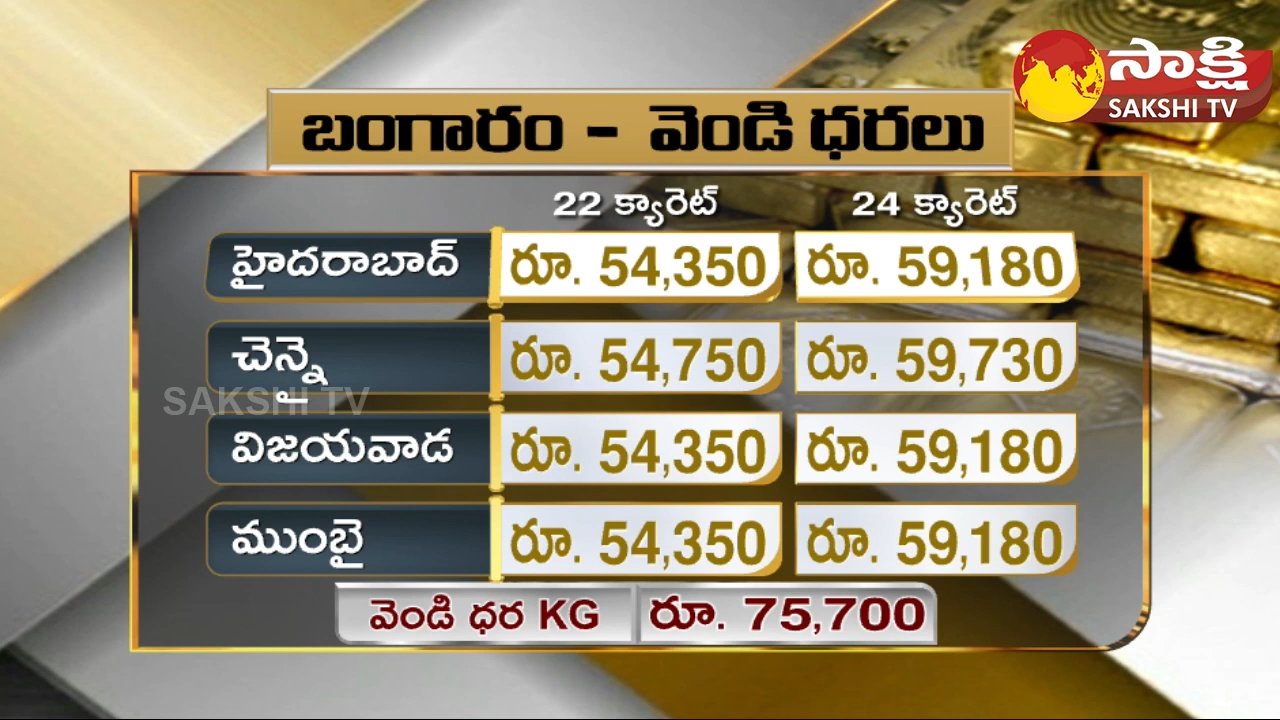 సాక్షి
SAKSHI TV
బంగారం - వెండి ధరలు
22 క్యారెట్ 24 క్యారెట్
హైదరాబాద్ రూ. 54,350 రూ. 59,180
చెన్నై రూ. 54,750 రూ. 59,730
SAKSHI TV
విజయవాడ రూ. 54,350 రూ. 59,180
ముంబై రూ. 54,350 రూ. 59,180
వెండి ధర KG రూ. 75,700